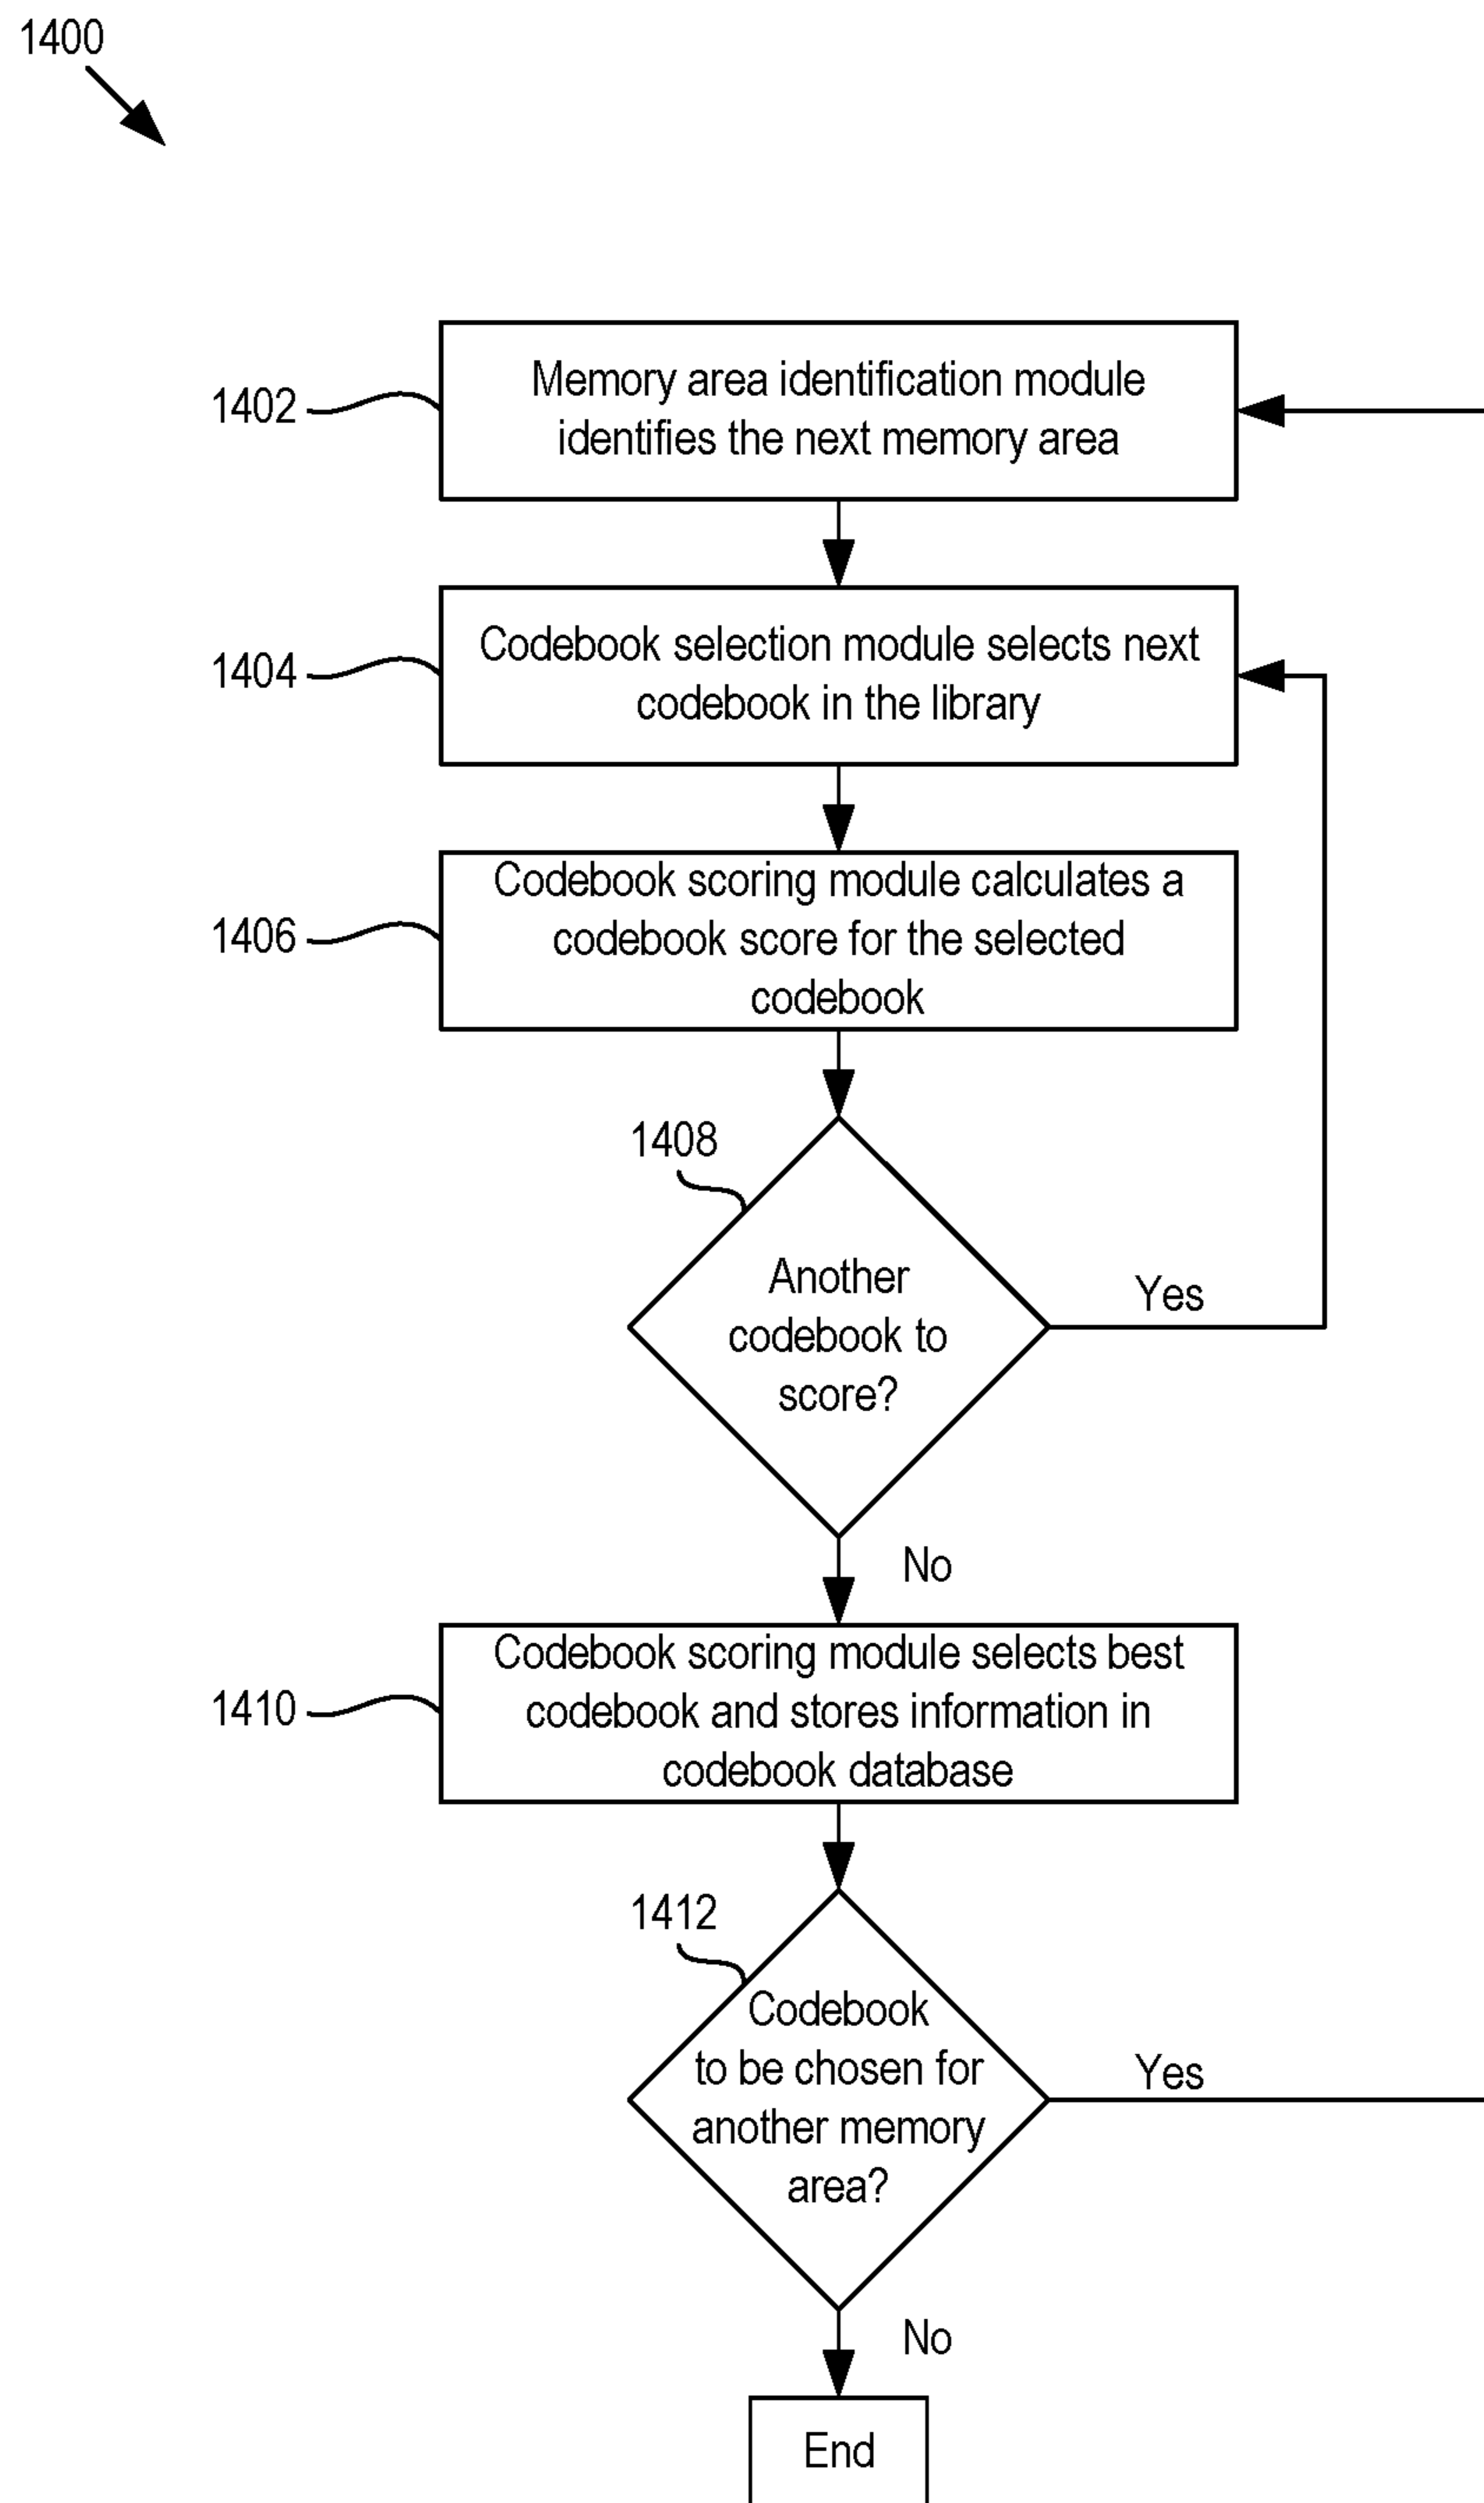 1400
1402
Memory area identification module
identifies the next memory area
1404
Codebook selection module selects next
codebook in the library
1406
Codebook scoring module calculates a
codebook score for the selected
codebook
1408
Another
codebook to
score?
Yes
No
1410
Codebook scoring module selects best
codebook and stores information in
codebook database
1412
Codebook
to be chosen for
another memory
area?
Yes
No
End